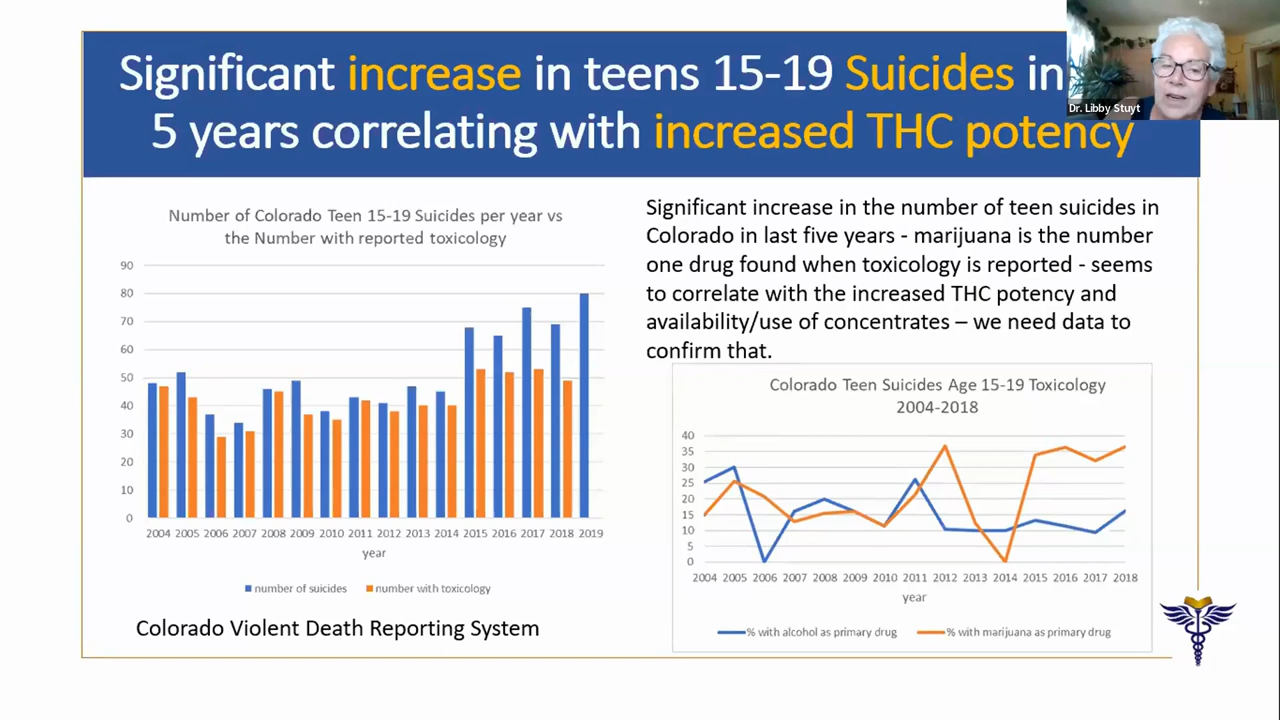 Significant increase in teens 15-19 Suicides in
5 years correlating with increased THC potency
Dr. Libby Stuyt
Number of Colorado Teen 15-19 Suicides per year vs
the Number with reported toxicology
90
80
70
60
50
40
30
20
10
0
2004 2005 2006 2007 2008 2009 2010 2011 2012 2013 2014 2015 2016 2017 2018 2019
year
number of suicides number with toxicology
Colorado Violent Death Reporting System
Significant increase in the number of teen suicides in
Colorado in last five years - marijuana is the number
one drug found when toxicology is reported - seems
to correlate with the increased THC potency and
availability/use of concentrates – we need data to
confirm that.
Colorado Teen Suicides Age 15-19 Toxicology
2004-2018
40
35
30
25
20
15
10
5
0
2004 2005 2006 2007 2008 2009 2010 2011 2012 2013 2014 2015 2016 2017 2018
year
% with alcohol as primary drug % with marijuana as primary drug